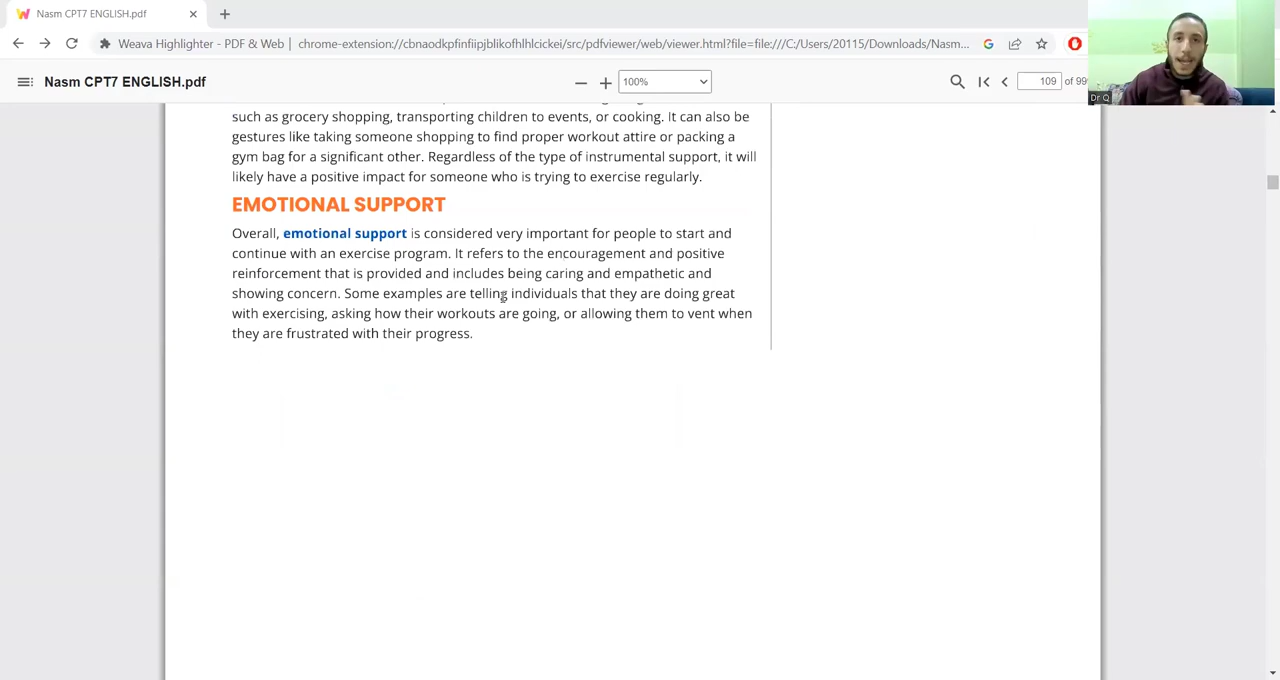 Nasm CPT7 ENGLISH.pdf
Weava Highlighter - PDF & Web | chrome-extension://cbnaodkpfinfiipjblikofhlhlcickei/src/pdfviewer/web/viewer.html?file=file:///C:/Users/20115/Downloads/Nasm...
Nasm CPT7 ENGLISH.pdf
100%
109 of 99
Dr Q
such as grocery shopping, transporting children to events, or cooking. It can also be
gestures like taking someone shopping to find proper workout attire or packing a
gym bag for a significant other. Regardless of the type of instrumental support, it will
likely have a positive impact for someone who is trying to exercise regularly.
EMOTIONAL SUPPORT
Overall, emotional support is considered very important for people to start and
continue with an exercise program. It refers to the encouragement and positive
reinforcement that is provided and includes being caring and empathetic and
showing concern. Some examples are telling individuals that they are doing great
with exercising, asking how their workouts are going, or allowing them to vent when
they are frustrated with their progress.